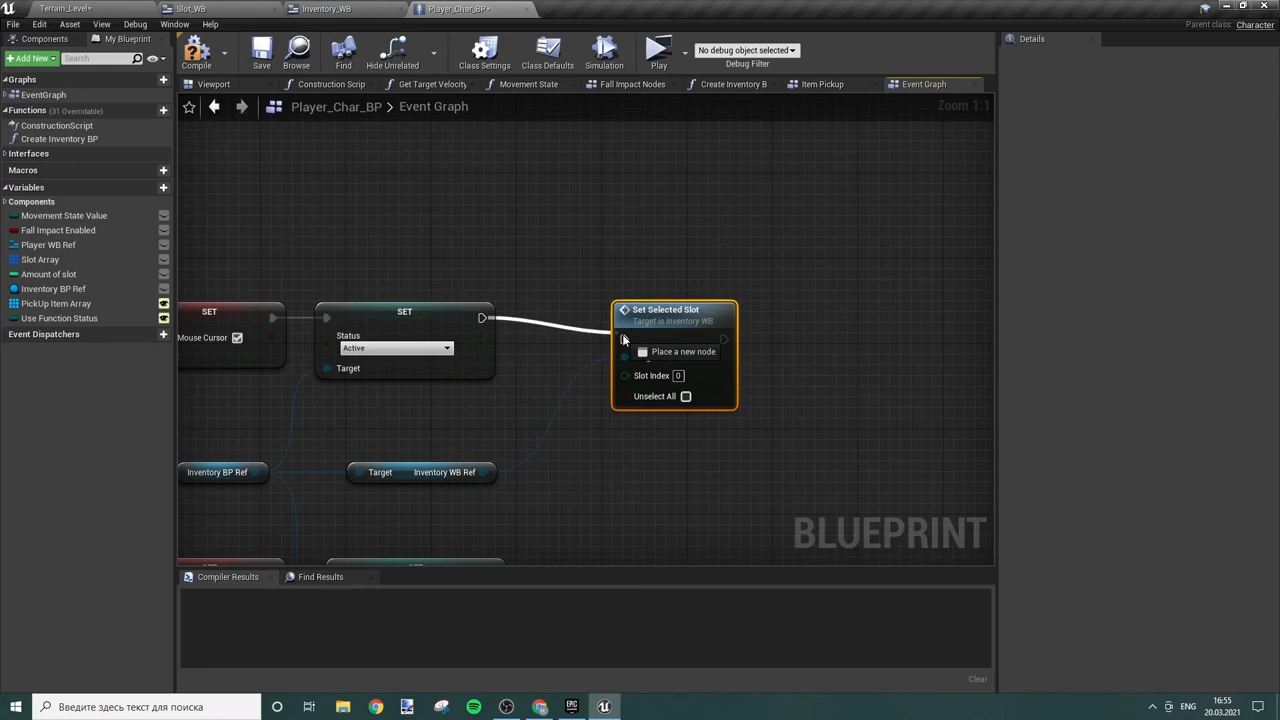 Terrain_Level•
Slot_WB
Inventory_WB
Player_Char_BP•
File
Edit
Asset
View
Debug
Window
Help
Parent class:
Character
Components
My Blueprint
Add New
Search
Compile
Save
Browse
Find
Hide Unrelated
Class Settings
Class Defaults
Simulation
Play
No debug object selected
Debug Filter
Details
Graphs
EventGraph
Functions (31 Overridable)
ConstructionScript
Create Inventory BP
Interfaces
Macros
Variables
Components
Movement State Value
Fall Impact Enabled
Player WB Ref
Slot Array
Amount of slot
Inventory BP Ref
PickUp Item Array
Use Function Status
Event Dispatchers
Viewport
Construction Scrip
Get Target Velocity
Movement State
Fall Impact Nodes
Create Inventory B
Item Pickup
Event Graph
Player_Char_BP > Event Graph
Zoom 1:1
SET
Mouse Cursor
SET
Status
Active
Target
Set Selected Slot
Target is Inventory WB
Place a new node.
Slot Index 0
Unselect All
Inventory BP Ref
Target Inventory WB Ref
BLUEPRINT
Compiler Results
Find Results
Clear
Введите здесь текст для поиска
ENG
16:55
20.03.2021